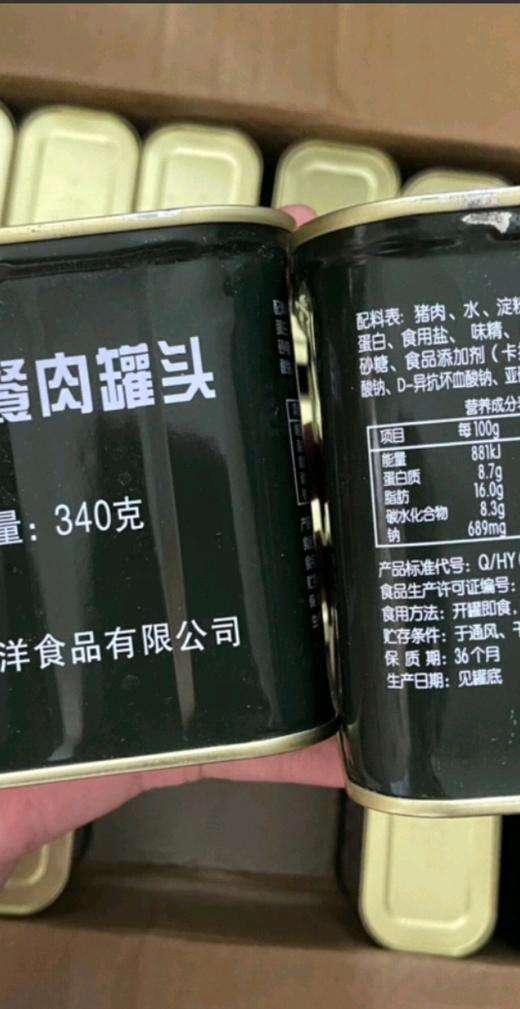 餐肉罐头
量: 340克
洋食品有限公司
配料表: 猪肉、水、淀粉
蛋白、食用盐、味精、
砂糖、食品添加剂（卡
酸钠、D-异抗坏血酸钠、亚硝
营养成分表
项目 每100g
能量 881kJ
蛋白质 8.7g
脂肪 16.0g
碳水化合物 8.3g
钠 689mg
产品标准代号: Q/HY
食品生产许可证编号:
食用方法: 开罐即食,
贮存条件: 于通风、干
保 质 期: 36个月
生产日期: 见罐底